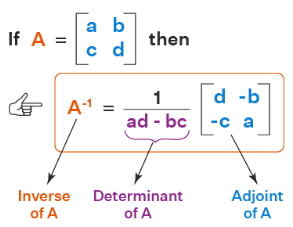 If A = [a b
c d] then
A⁻¹ = 1 / ad - bc [d -b
-c a]
Inverse of A
Determinant of A
Adjoint of A